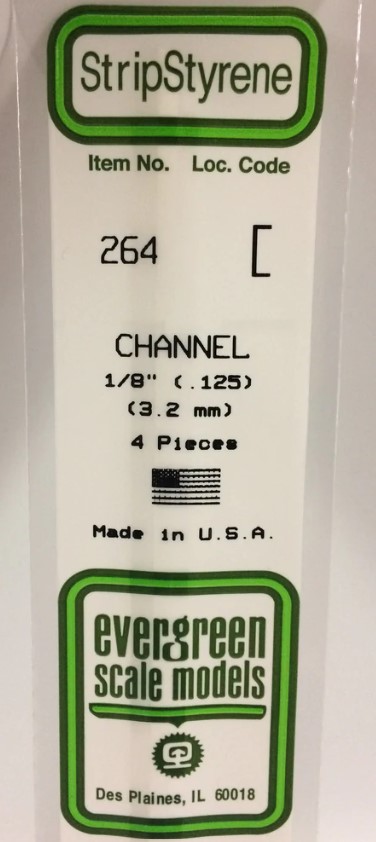 StripStyrene
Item No. Loc. Code
264 [
CHANNEL
1/8" (.125)
(3.2 mm)
4 Pieces
Made in U.S.A.
evergreen
scale models
Des Plaines, IL 60018